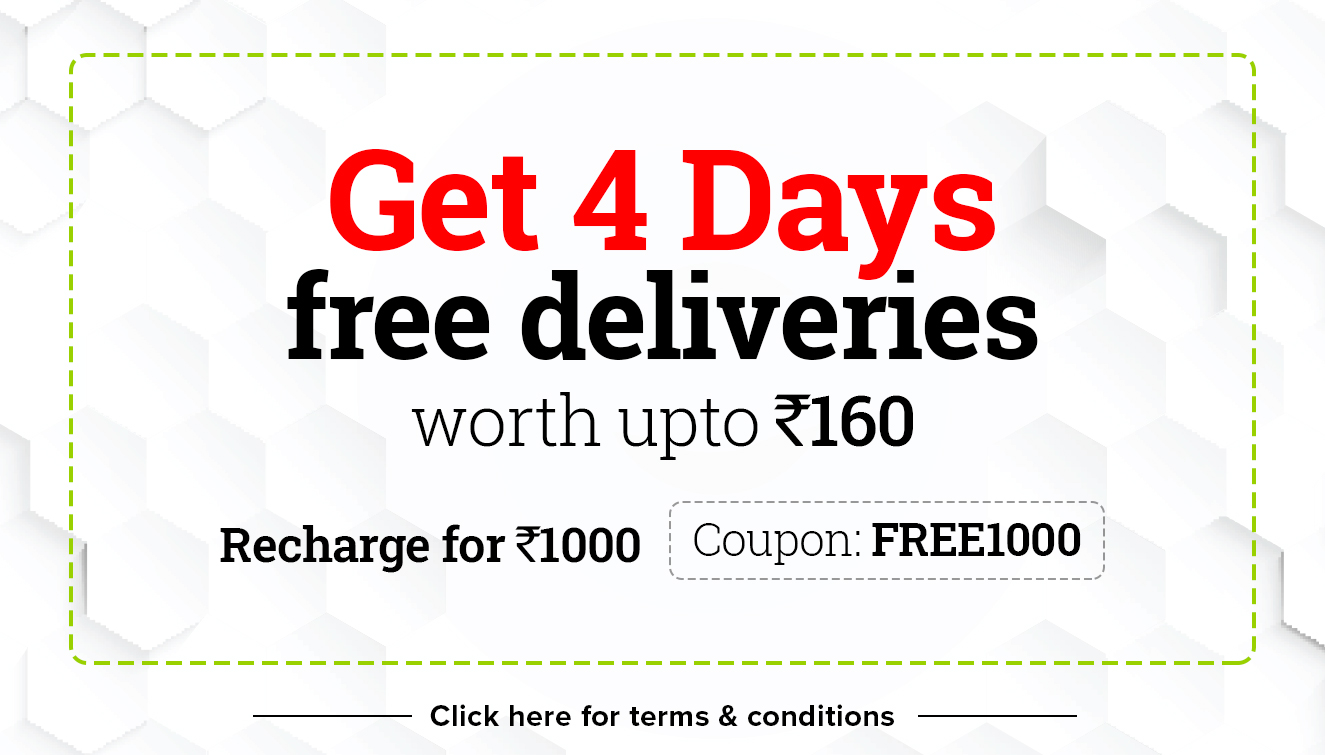 Get 4 Days
free deliveries
worth upto ₹160
Recharge for ₹1000 Coupon: FREE1000
Click here for terms & conditions